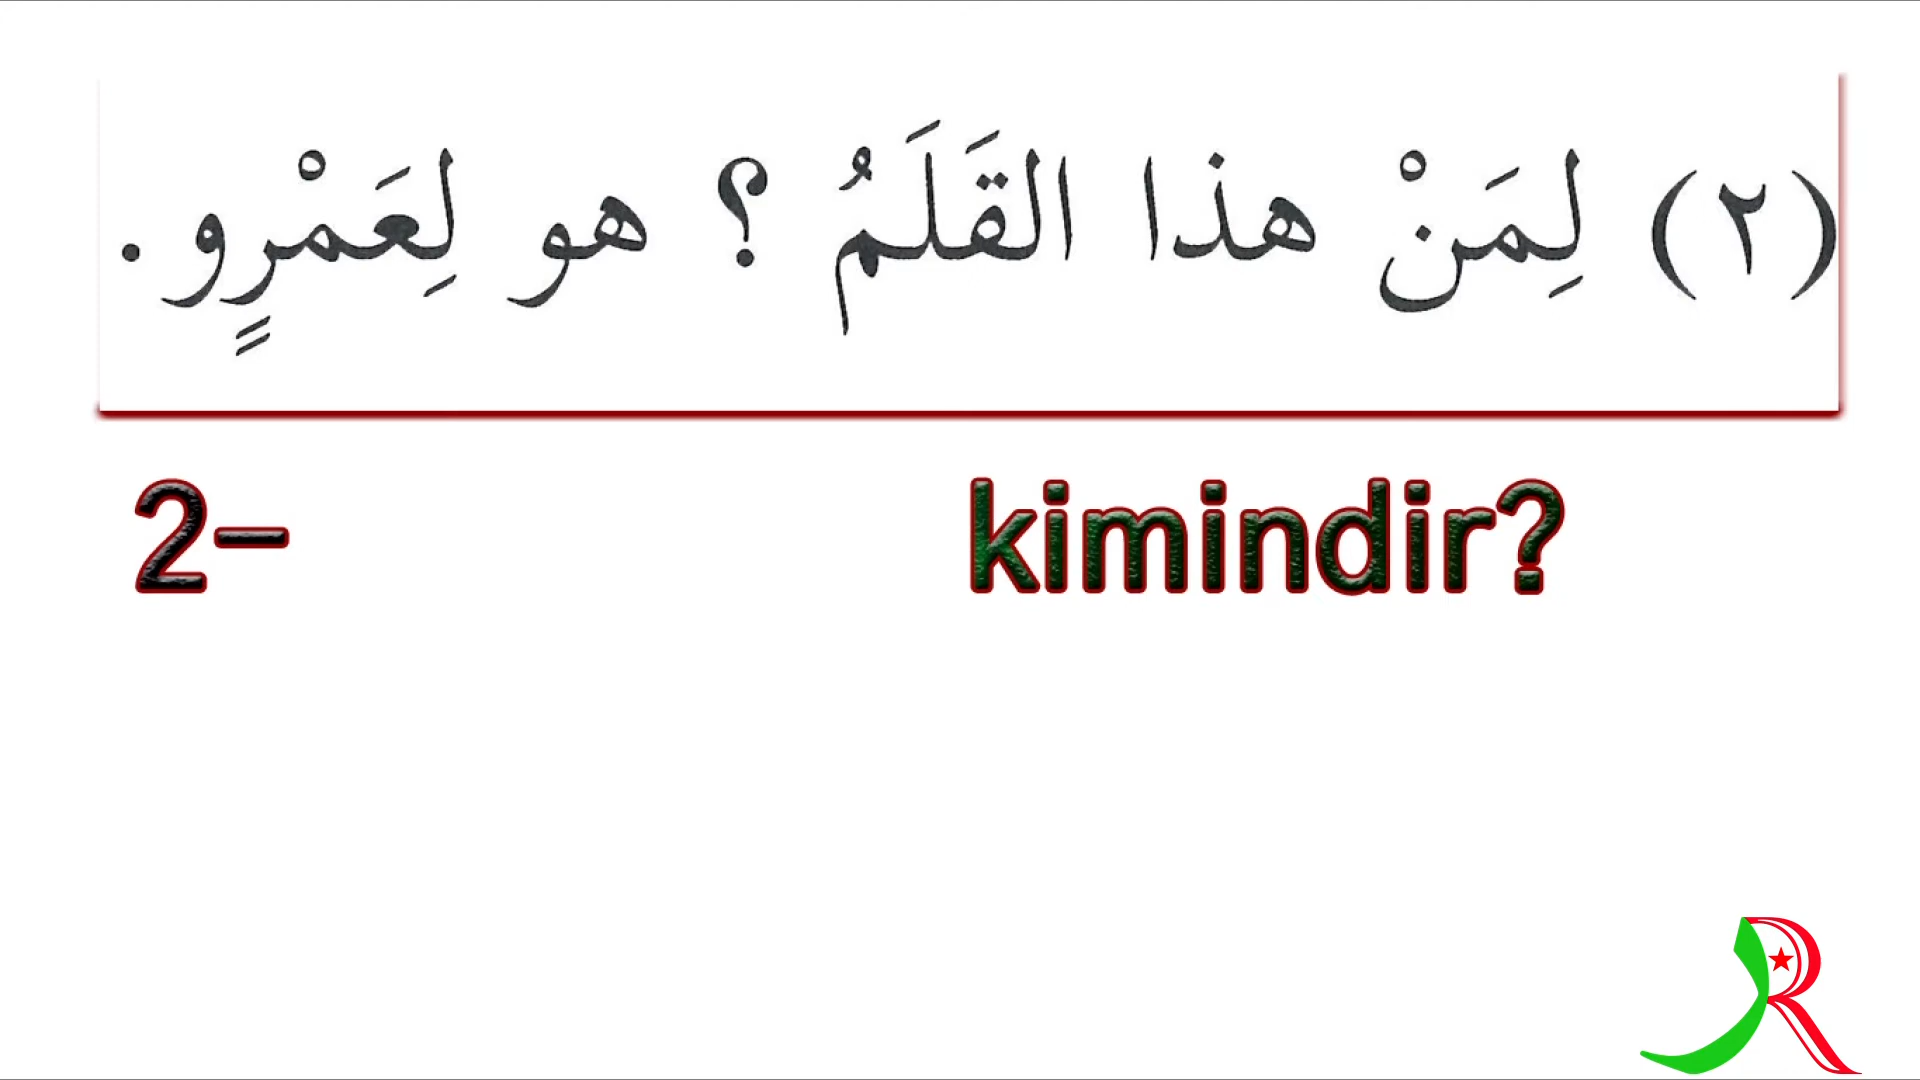 (٢) لِمَنْ هذا القَلَمُ ؟ هو لِعَمْرٍو .
2– kimindir?